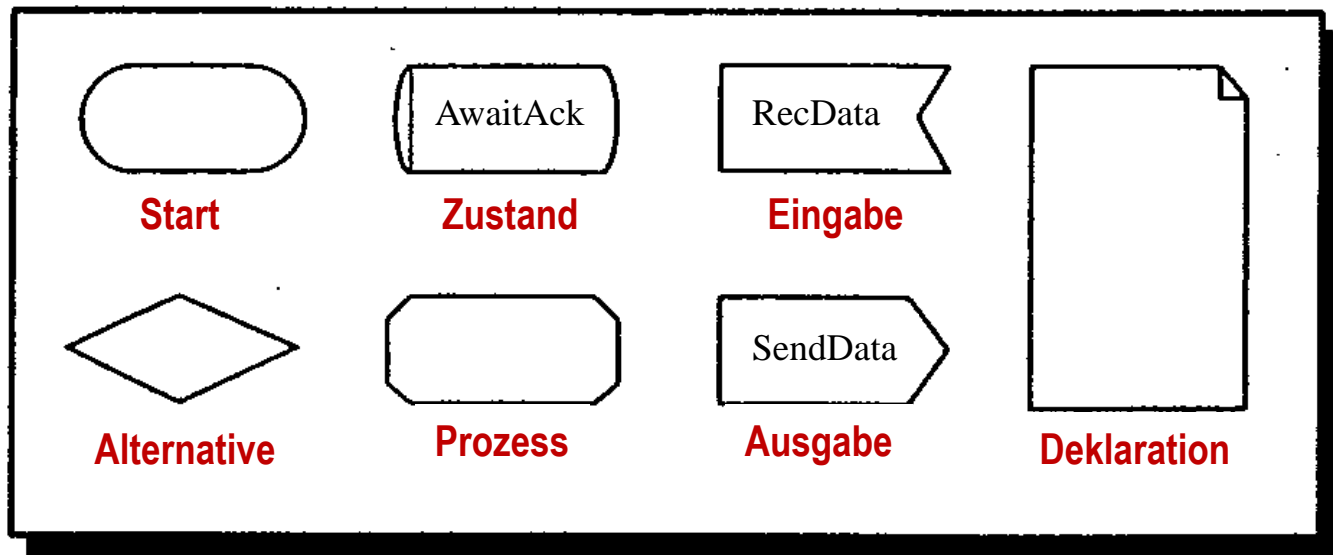 AwaitAck
RecData
Start
Zustand
Eingabe
SendData
Alternative
Prozess
Ausgabe
Deklaration